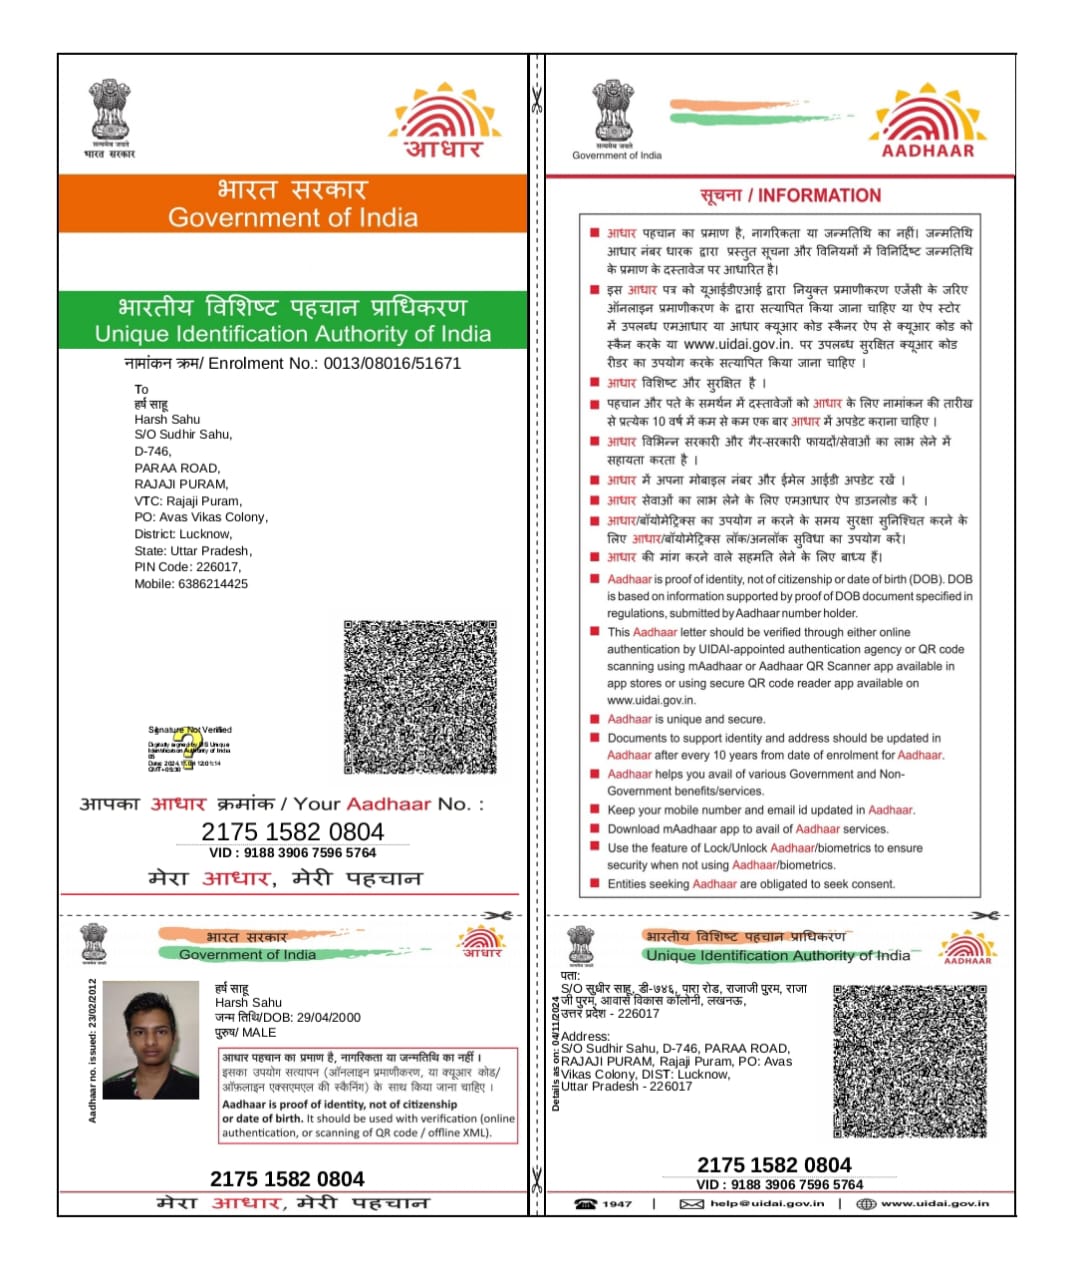 सत्यमेव जयते
भारत सरकार
आधार
भारत सरकार
Government of India
भारतीय विशिष्ट पहचान प्राधिकरण
Unique Identification Authority of India
नामांकन क्रम/ Enrolment No.: 0013/08016/51671
To
हर्ष साहू
Harsh Sahu
S/O Sudhir Sahu,
D-746,
PARAA ROAD,
RAJAJI PURAM,
VTC: Rajaji Puram,
PO: Avas Vikas Colony,
District: Lucknow,
State: Uttar Pradesh,
PIN Code: 226017,
Mobile: 6386214425
Signature Not Verified
Digitally signed by DS Unique
Identification Authority of India
05
Date: 2024.11.04 12:01:14
GMT+05:30
आपका आधार क्रमांक / Your Aadhaar No. :
2175 1582 0804
VID : 9188 3906 7596 5764
मेरा आधार, मेरी पहचान
सत्यमेव जयते
Government of India
AADHAAR
सूचना / INFORMATION
आधार पहचान का प्रमाण है, नागरिकता या जन्मतिथि का नहीं। जन्मतिथि
आधार नंबर धारक द्वारा प्रस्तुत सूचना और विनियमों में विनिर्दिष्ट जन्मतिथि
के प्रमाण के दस्तावेज पर आधारित है।
इस आधार पत्र को यूआईडीएआई द्वारा नियुक्त प्रमाणीकरण एजेंसी के जरिए
ऑनलाइन प्रमाणीकरण के द्वारा सत्यापित किया जाना चाहिए या ऐप स्टोर
में उपलब्ध एमआधार या आधार क्यूआर कोड स्कैनर ऐप से क्यूआर कोड को
स्कैन करके या www.uidai.gov.in. पर उपलब्ध सुरक्षित क्यूआर कोड
रीडर का उपयोग करके सत्यापित किया जाना चाहिए ।
आधार विशिष्ट और सुरक्षित है ।
पहचान और पते के समर्थन में दस्तावेजों को आधार के लिए नामांकन की तारीख
से प्रत्येक 10 वर्ष में कम से कम एक बार आधार में अपडेट कराना चाहिए ।
आधार विभिन्न सरकारी और गैर-सरकारी फायदों/सेवाओं का लाभ लेने में
सहायता करता है ।
आधार में अपना मोबाइल नंबर और ईमेल आईडी अपडेट रखें ।
आधार सेवाओं का लाभ लेने के लिए एमआधार ऐप डाउनलोड करें ।
आधार/बॉयोमेट्रिक्स का उपयोग न करने के समय सुरक्षा सुनिश्चित करने के
लिए आधार/बॉयोमेट्रिक्स लॉक/अनलॉक सुविधा का उपयोग करें।
आधार की मांग करने वाले सहमति लेने के लिए बाध्य हैं।
Aadhaar is proof of identity, not of citizenship or date of birth (DOB). DOB
is based on information supported by proof of DOB document specified in
regulations, submitted by Aadhaar number holder.
This Aadhaar letter should be verified through either online
authentication by UIDAI-appointed authentication agency or QR code
scanning using mAadhaar or Aadhaar QR Scanner app available in
app stores or using secure QR code reader app available on
www.uidai.gov.in.
Aadhaar is unique and secure.
Documents to support identity and address should be updated in
Aadhaar after every 10 years from date of enrolment for Aadhaar.
Aadhaar helps you avail of various Government and Non-
Government benefits/services.
Keep your mobile number and email id updated in Aadhaar.
Download mAadhaar app to avail of Aadhaar services.
Use the feature of Lock/Unlock Aadhaar/biometrics to ensure
security when not using Aadhaar/biometrics.
Entities seeking Aadhaar are obligated to seek consent.
भारत सरकार
Government of India
आधार
Aadhaar no. issued: 23/02/2012
हर्ष साहू
Harsh Sahu
जन्म तिथि/DOB: 29/04/2000
पुरुष/ MALE
आधार पहचान का प्रमाण है, नागरिकता या जन्मतिथि का नहीं ।
इसका उपयोग सत्यापन (ऑनलाइन प्रमाणीकरण, या क्यूआर कोड/
ऑफलाइन एक्सएमएल की स्कैनिंग) के साथ किया जाना चाहिए ।
Aadhaar is proof of identity, not of citizenship
or date of birth. It should be used with verification (online
authentication, or scanning of QR code / offline XML).
2175 1582 0804
मेरा आधार, मेरी पहचान
भारतीय विशिष्ट पहचान प्राधिकरण
Unique Identification Authority of India
AADHAAR
Details as on: 04/11/2024
पता:
S/O सुधीर साहू, डी-७४६, पारा रोड, राजाजी पुरम, राजा
जी पुरम, आवास विकास कॉलोनी, लखनऊ,
उत्तर प्रदेश - 226017
Address:
S/O Sudhir Sahu, D-746, PARAA ROAD,
RAJAJI PURAM, Rajaji Puram, PO: Avas
Vikas Colony, DIST: Lucknow,
Uttar Pradesh - 226017
2175 1582 0804
VID : 9188 3906 7596 5764
1947 | help@uidai.gov.in | www.uidai.gov.in